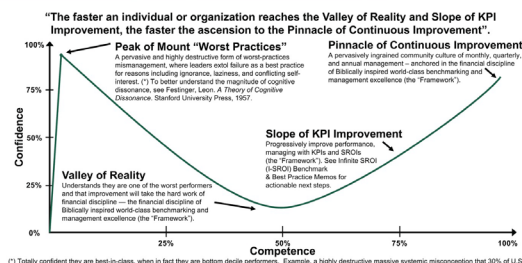 “The faster an individual or organization reaches the Valley of Reality and Slope of KPI
Improvement, the faster the ascension to the Pinnacle of Continuous Improvement”.
100%
75%
50%
25%
0%
Confidence
Peak of Mount “Worst Practices”
A pervasive and highly destructive form of worst-practices
mismanagement, where leaders extol failure as a best practice
for reasons including ignorance, laziness, and conflicting self-
interest. (*) To better understand the magnitude of cognitive
dissonance, see Festinger, Leon. A Theory of Cognitive
Dissonance. Stanford University Press, 1957.
Pinnacle of Continuous Improvement
A pervasively ingrained community culture of monthly, quarterly,
and annual management – anchored in the financial discipline
of Biblically inspired world-class benchmarking and
management excellence (the “Framework”).
Slope of KPI Improvement
Progressively improve performance,
managing with KPIs and SROIs
(the “Framework”). See Infinite SROI
(I-SROI) Benchmark
& Best Practice Memos for
actionable next steps.
Valley of Reality
Understands they are one of the worst performers
and that improvement will take the hard work of
financial discipline — the financial discipline of
Biblically inspired world-class benchmarking and
management excellence (the “Framework”).
25%
50%
75%
100%
Competence
(*) Totally confident they are best-in-class, when in fact they are bottom decile performers. Example, a highly destructive massive systemic misconception that 30% of U.S